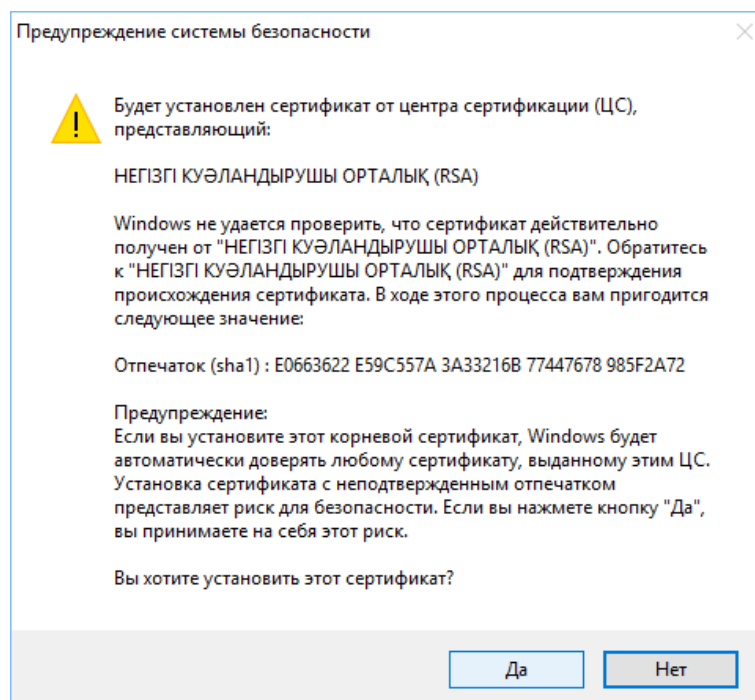 Предупреждение системы безопасности
Будет установлен сертификат от центра сертификации (ЦС),
представляющий:
НЕГІЗГІ КУӘЛАНДЫРУШЫ ОРТАЛЫҚ (RSA)
Windows не удается проверить, что сертификат действительно
получен от "НЕГІЗГІ КУӘЛАНДЫРУШЫ ОРТАЛЫҚ (RSA)". Обратитесь
к "НЕГІЗГІ КУӘЛАНДЫРУШЫ ОРТАЛЫҚ (RSA)" для подтверждения
происхождения сертификата. В ходе этого процесса вам пригодится
следующее значение:
Отпечаток (sha1) : E0663622 E59C557A 3A33216B 77447678 985F2A72
Предупреждение:
Если вы установите этот корневой сертификат, Windows будет
автоматически доверять любому сертификату, выданному этим ЦС.
Установка сертификата с неподтвержденным отпечатком
представляет риск для безопасности. Если вы нажмете кнопку "Да",
вы принимаете на себя этот риск.
Вы хотите установить этот сертификат?
Да
Нет